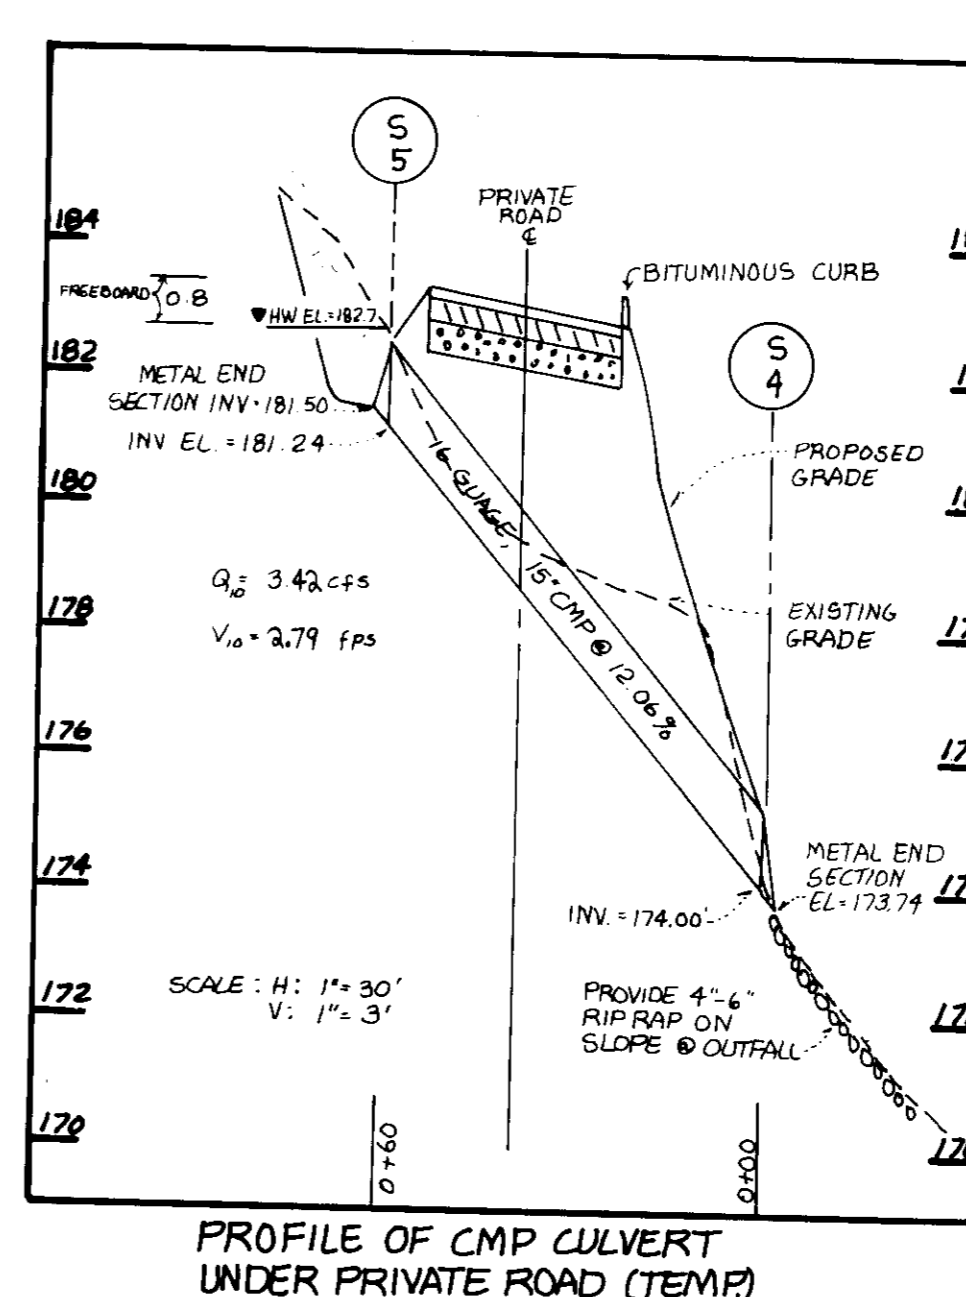 S
5
PRIVATE
ROAD
℄
184
BITUMINOUS CURB
FREEBOARD
0.8
HW EL.=182.7
182
S
4
METAL END
SECTION INV.=181.50
INV EL. = 181.24
180
PROPOSED
GRADE
16-GUAGE, 15" CMP @ 12.06%
Q10= 3.42 cfs
178
V10= 2.79 fps
EXISTING
GRADE
176
174
METAL END
SECTION
EL=173.74
INV. = 174.00'
172
SCALE : H: 1"= 30'
V: 1"= 3'
PROVIDE 4"-6"
RIP RAP ON
SLOPE @ OUTFALL
170
0+60
0+00
PROFILE OF CMP CULVERT
UNDER PRIVATE ROAD (TEMP.)